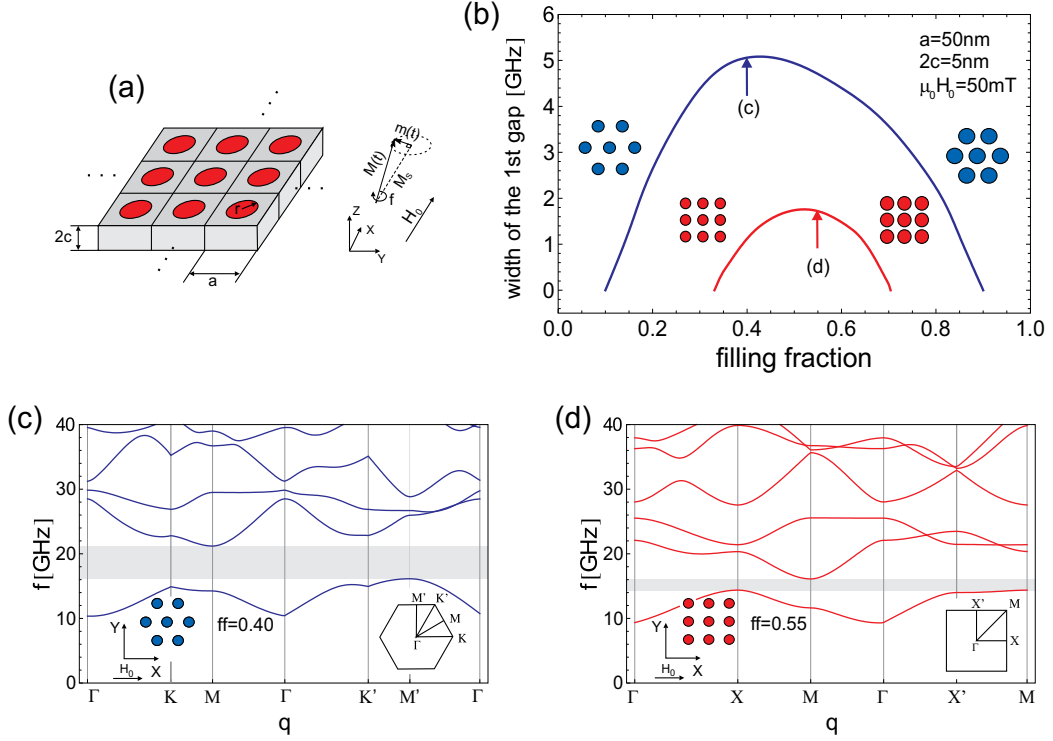 (a)
m(t)
M(t)
M_S
f
H_0
Z
X
Y
r
2c
a
(b)
width of the 1st gap [GHz]
6
5
4
3
2
1
0
a=50nm
2c=5nm
μ_0H_0=50mT
(c)
(d)
0.0 0.2 0.4 0.6 0.8 1.0
filling fraction
(c)
f [GHz]
40
30
20
10
0
Y
X
H_0
ff=0.40
M' K'
M
K
Γ
Γ K M Γ K' M' Γ
q
(d)
f [GHz]
40
30
20
10
0
Y
X
H_0
ff=0.55
X' M
X
Γ
Γ X M Γ X' M
q